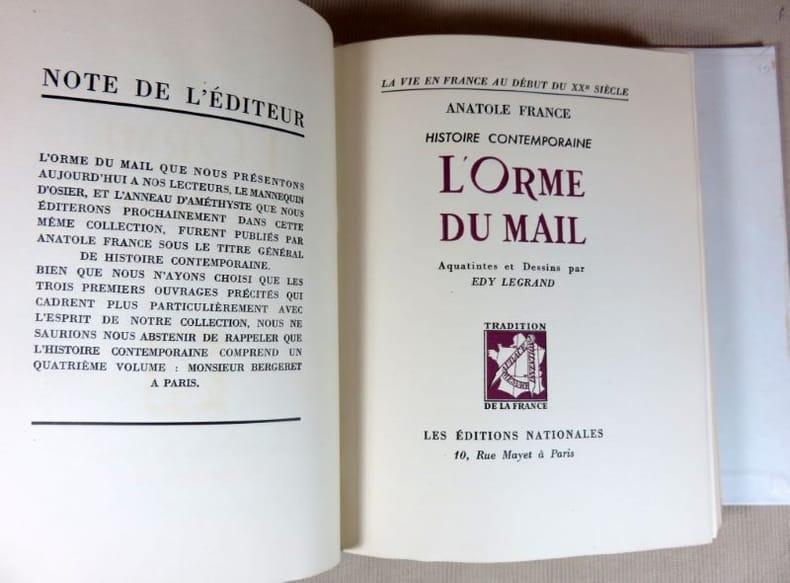 NOTE DE L'ÉDITEUR
L'ORME DU MAIL QUE NOUS PRÉSENTONS
AUJOURD'HUI A NOS LECTEURS, LE MANNEQUIN
D'OSIER, ET L'ANNEAU D'AMÉTHYSTE QUE NOUS
ÉDITERONS PROCHAINEMENT DANS CETTE
MÊME COLLECTION, FURENT PUBLIÉS PAR
ANATOLE FRANCE SOUS LE TITRE GÉNÉRAL
DE HISTOIRE CONTEMPORAINE.
BIEN QUE NOUS N'AYONS CHOISI QUE LES
TROIS PREMIERS OUVRAGES PRÉCITÉS QUI
CADRENT PLUS PARTICULIÈREMENT AVEC
L'ESPRIT DE NOTRE COLLECTION, NOUS NE
SAURIONS NOUS ABSTENIR DE RAPPELER QUE
L'HISTOIRE CONTEMPORAINE COMPREND UN
QUATRIÈME VOLUME : MONSIEUR BERGERET
A PARIS.
LA VIE EN FRANCE AU DÉBUT DU XXe SIÈCLE
ANATOLE FRANCE
HISTOIRE CONTEMPORAINE
L'ORME
DU MAIL
Aquatintes et Dessins par
EDY LEGRAND
TRADITION
DE LA FRANCE
LES ÉDITIONS NATIONALES
10, Rue Mayet à Paris